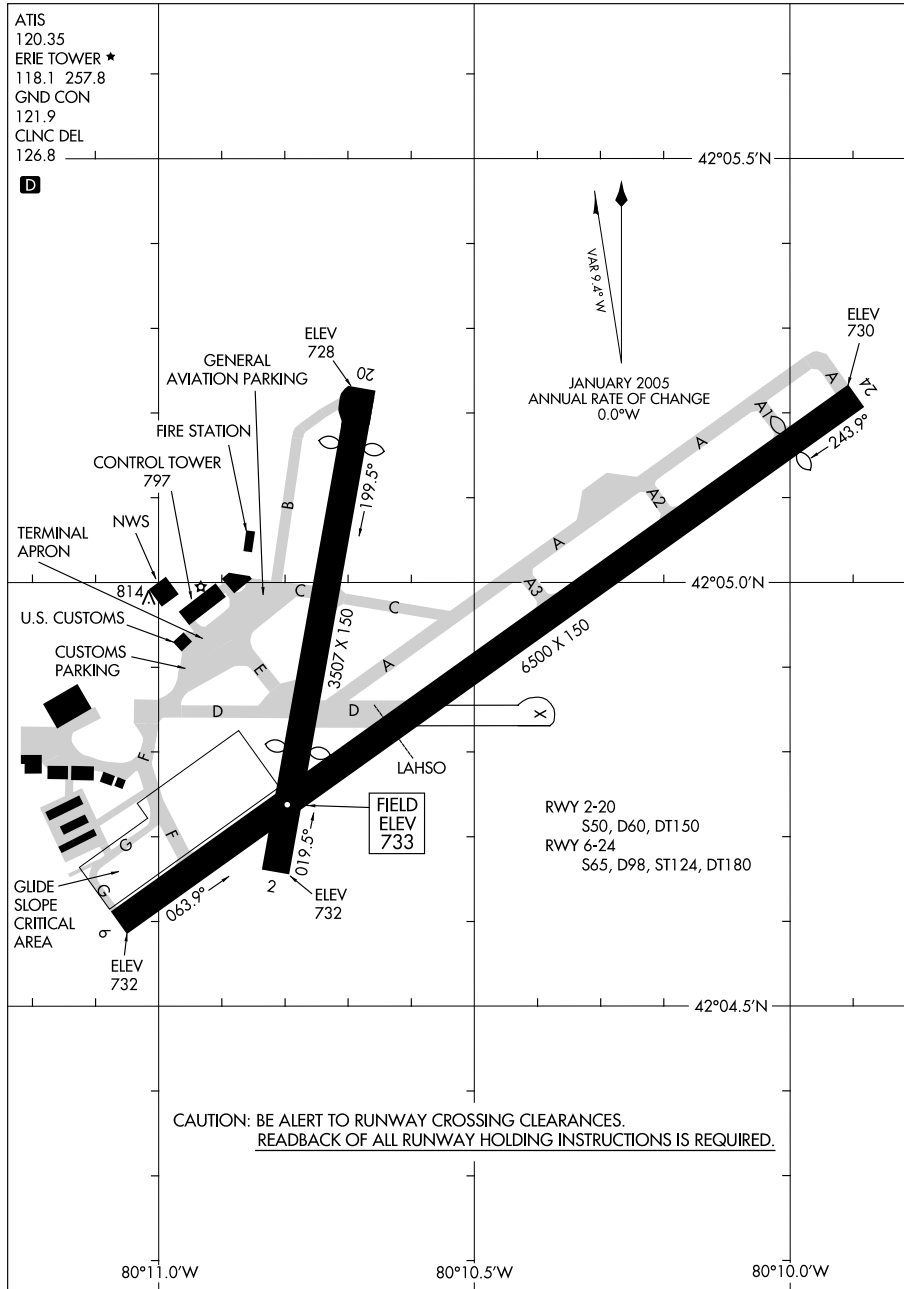 ATIS
120.35
ERIE TOWER ★
118.1 257.8
GND CON
121.9
CLNC DEL
126.8
D
42°05.5'N
VAR 9.4° W
JANUARY 2005
ANNUAL RATE OF CHANGE
0.0°W
ELEV
730
ELEV
728
20
GENERAL
AVIATION PARKING
FIRE STATION
CONTROL TOWER
797
NWS
TERMINAL
APRON
814
U.S. CUSTOMS
CUSTOMS
PARKING
24
A
A1
243.9°
A
A2
199.5°
B
A
A3
42°05.0'N
C
C
3507 X 150
6500 X 150
E
A
D
D
X
LAHSO
F
FIELD
ELEV
733
RWY 2-20
S50, D60, DT150
RWY 6-24
S65, D98, ST124, DT180
F
G
G
019.5°
063.9°
2
ELEV
732
GLIDE
SLOPE
CRITICAL
AREA
6
ELEV
732
42°04.5'N
CAUTION: BE ALERT TO RUNWAY CROSSING CLEARANCES.
READBACK OF ALL RUNWAY HOLDING INSTRUCTIONS IS REQUIRED.
80°11.0'W
80°10.5'W
80°10.0'W